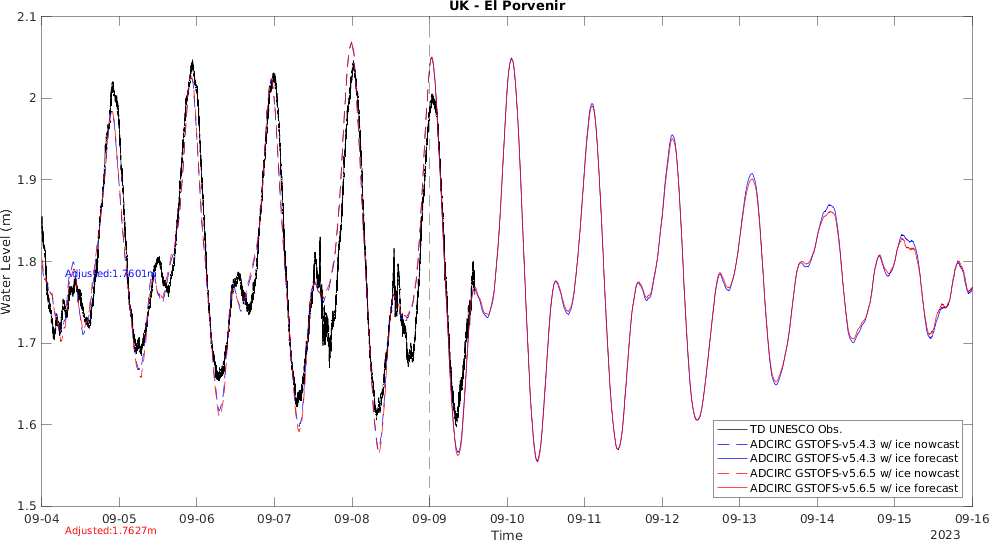 UK - El Porvenir
2.1
2
1.9
1.8
1.7
1.6
1.5
Water Level (m)
Adjusted:1.7601m
TD UNESCO Obs.
ADCIRC GSTOFS-v5.4.3 w/ ice nowcast
ADCIRC GSTOFS-v5.4.3 w/ ice forecast
ADCIRC GSTOFS-v5.6.5 w/ ice nowcast
ADCIRC GSTOFS-v5.6.5 w/ ice forecast
09-04 09-05 09-06 09-07 09-08 09-09 09-10 09-11 09-12 09-13 09-14 09-15 09-16
Adjusted:1.7627m
Time
2023